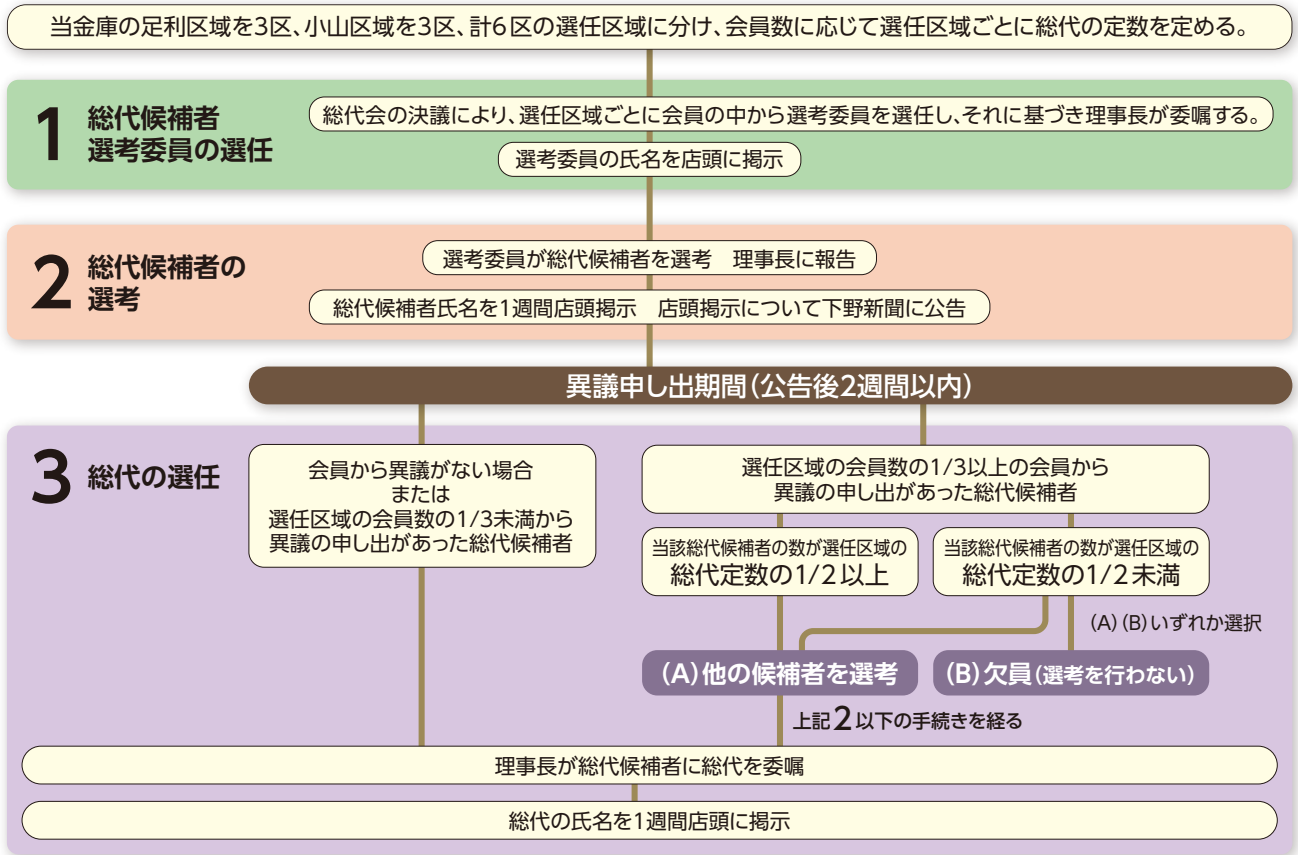 当金庫の足利区域を3区、小山区域を3区、計6区の選任区域に分け、会員数に応じて選任区域ごとに総代の定数を定める。
1 総代候補者
選考委員の選任
総代会の決議により、選任区域ごとに会員の中から選考委員を選任し、それに基づき理事長が委嘱する。
選考委員の氏名を店頭に掲示
2 総代候補者の
選考
選考委員が総代候補者を選考　理事長に報告
総代候補者氏名を1週間店頭掲示　店頭掲示について下野新聞に公告
異議申し出期間（公告後2週間以内）
3 総代の選任
会員から異議がない場合
または
選任区域の会員数の1/3未満から
異議の申し出があった総代候補者
選任区域の会員数の1/3以上の会員から
異議の申し出があった総代候補者
当該総代候補者の数が選任区域の
総代定数の1/2以上
当該総代候補者の数が選任区域の
総代定数の1/2未満
(A)(B)いずれか選択
(A)他の候補者を選考
(B)欠員(選考を行わない)
上記2以下の手続きを経る
理事長が総代候補者に総代を委嘱
総代の氏名を1週間店頭に掲示